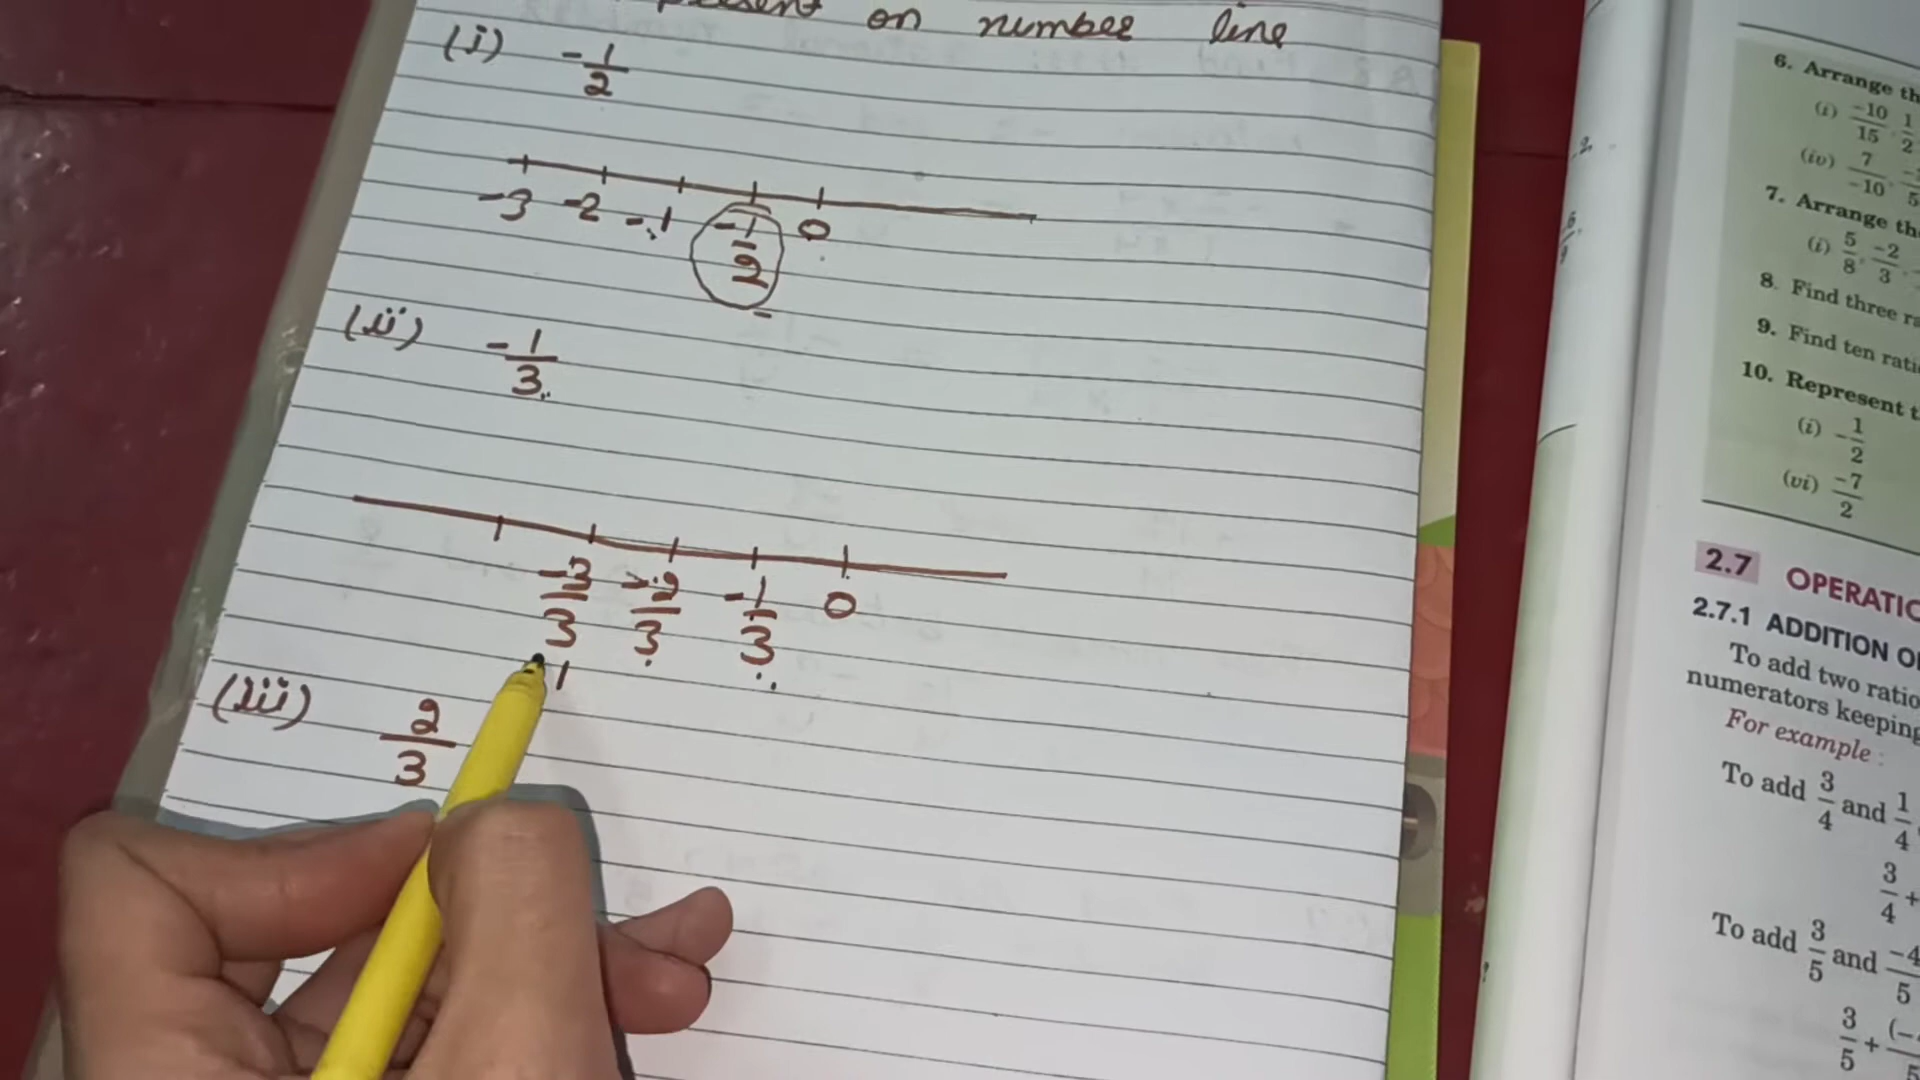 on number line
(i) -1/2
-3 -2 -1 -1/2 0
(ii) -1/3
-3/3 -2/3 -1/3 0
1
(iii) 2/3
6. Arrange th
(i) -10/15, 1/2
(iv) 7/-10,
7. Arrange the
(i) 5/8, -2/3,
8. Find three ra
9. Find ten rati
10. Represent t
(i) -1/2
(vi) -7/2
2.7 OPERATIO
2.7.1 ADDITION O
To add two ratio
numerators keeping
For example :
To add 3/4 and 1/4,
3/4 +
To add 3/5 and -4/5
3/5 + (-